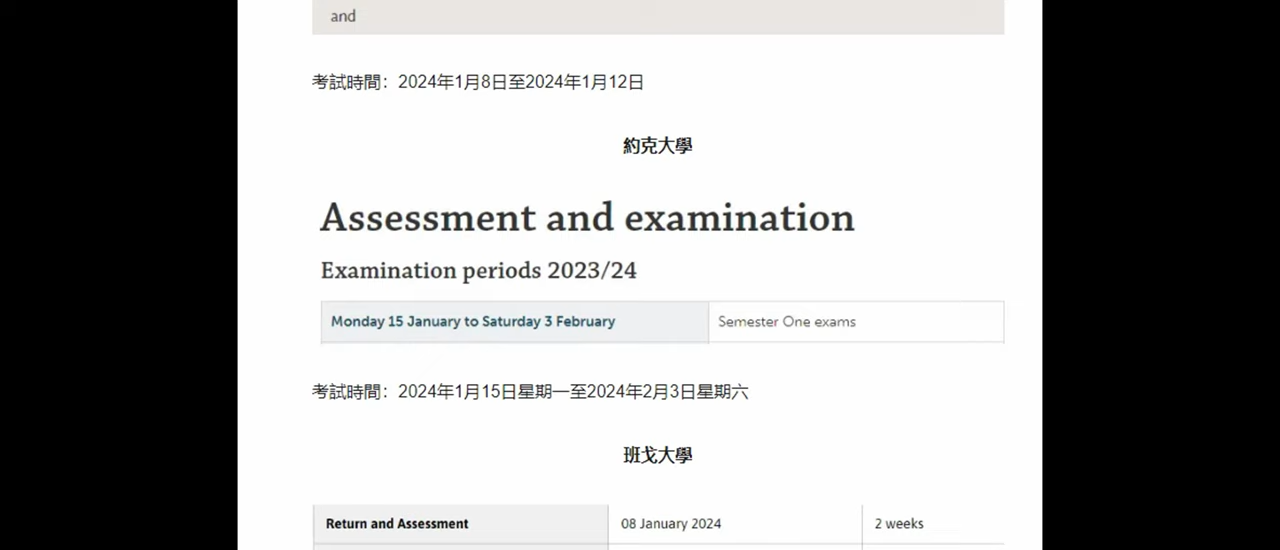 and
考試時間：2024年1月8日至2024年1月12日
約克大學
Assessment and examination
Examination periods 2023/24
Monday 15 January to Saturday 3 February Semester One exams
考試時間：2024年1月15日星期一至2024年2月3日星期六
班戈大學
Return and Assessment 08 January 2024 2 weeks